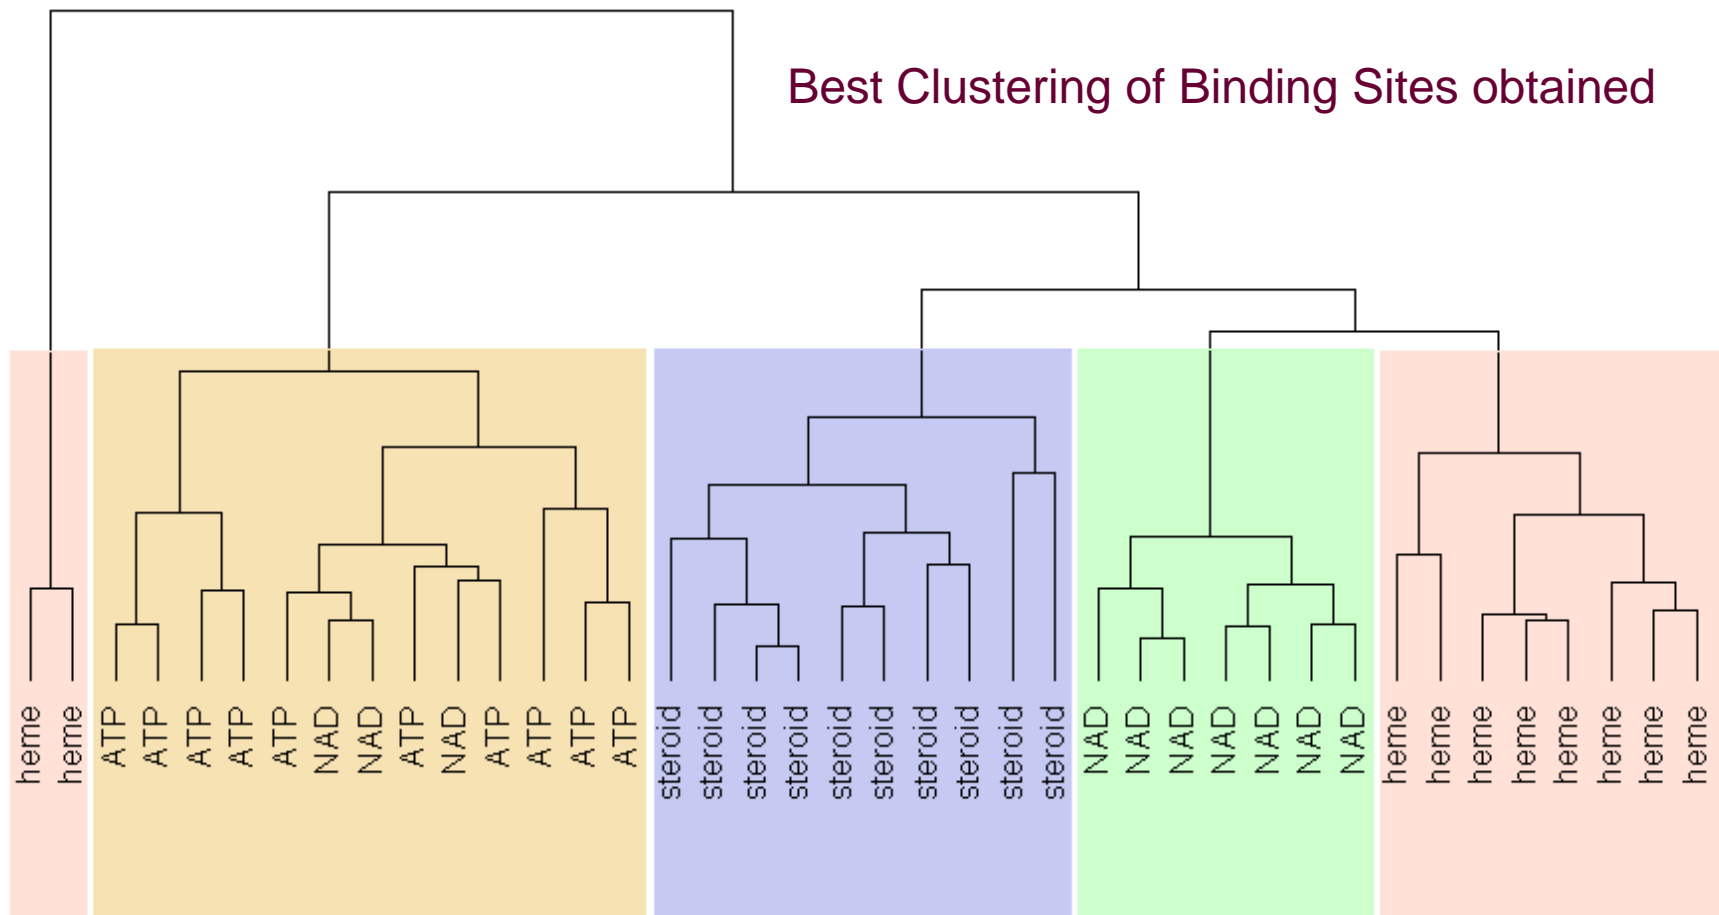 Best Clustering of Binding Sites obtained
heme
heme
ATP
ATP
ATP
ATP
ATP
NAD
NAD
ATP
NAD
ATP
ATP
ATP
ATP
steroid
steroid
steroid
steroid
steroid
steroid
steroid
steroid
steroid
steroid
NAD
NAD
NAD
NAD
NAD
NAD
NAD
heme
heme
heme
heme
heme
heme
heme
heme